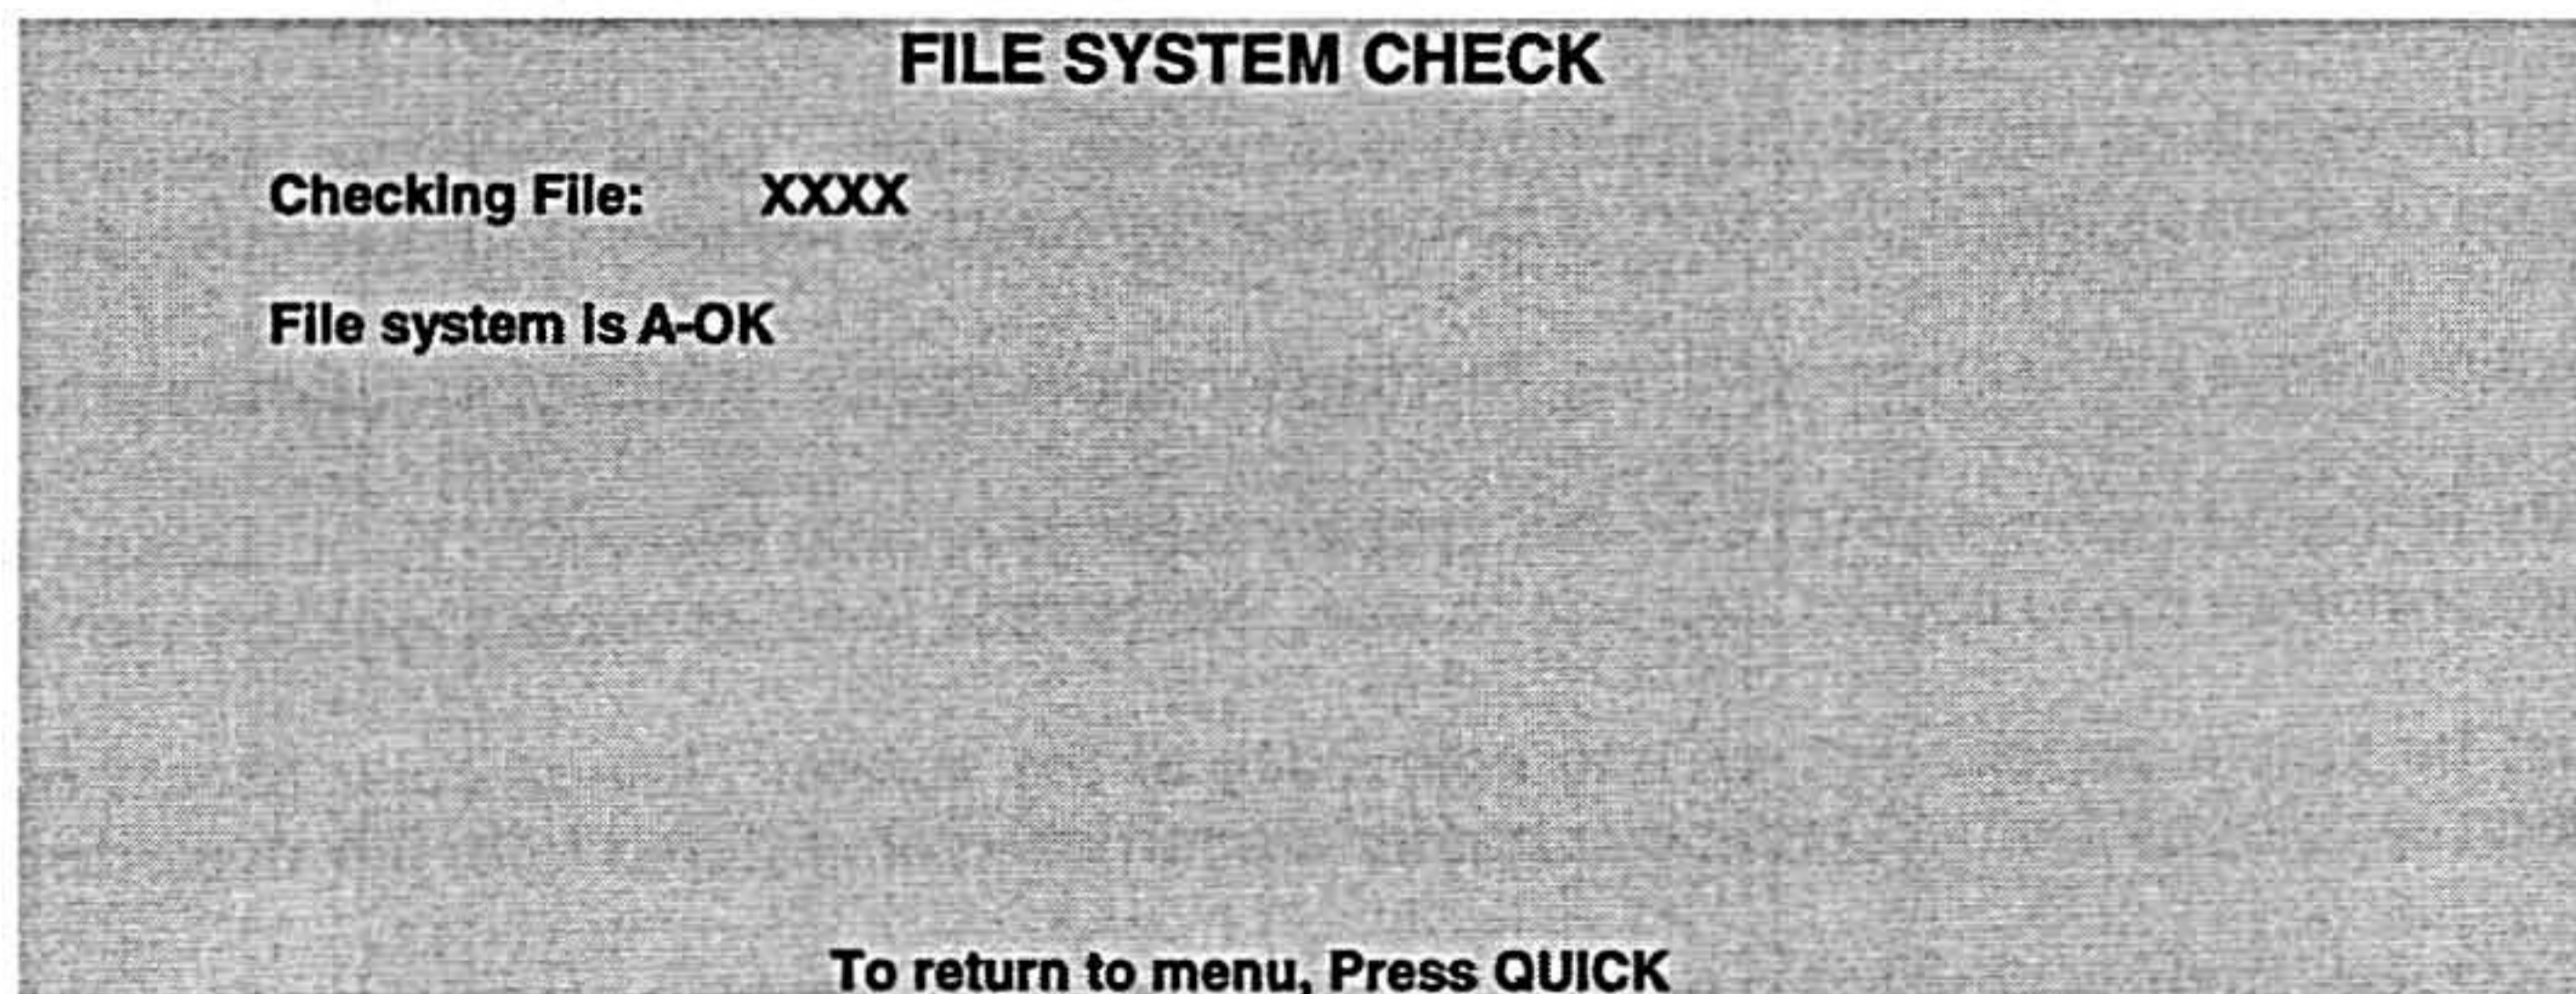 FILE SYSTEM CHECK
Checking File: XXXX
File system is A-OK
To return to menu, Press QUICK